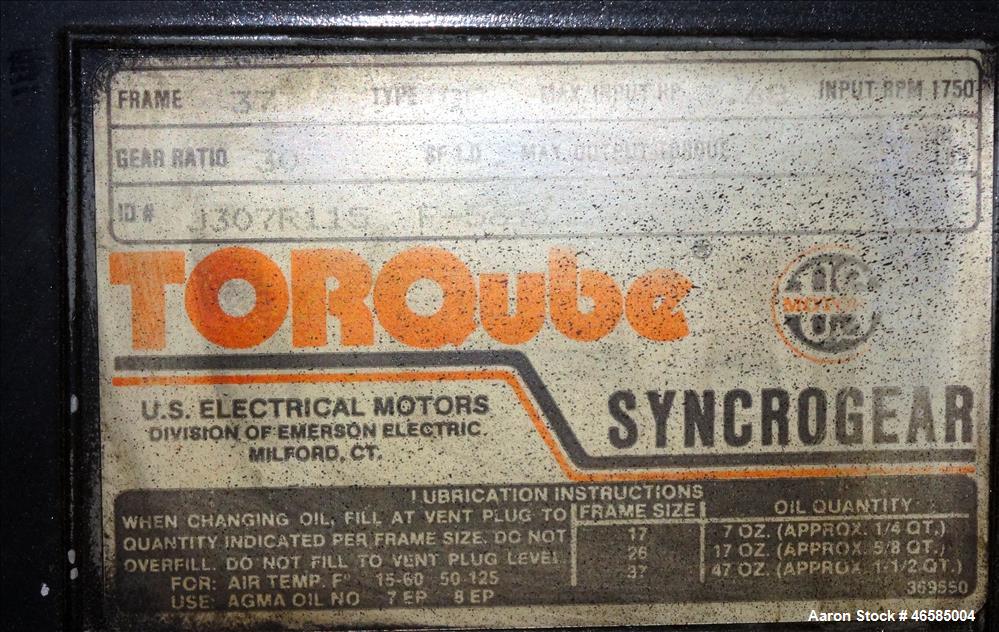 FRAME 37 TYPE MAX INPUT HP INPUT RPM 1750
GEAR RATIO 30 SF 1.0 MAX OUTPUT TORQUE
ID # J307R115
TORQube ®
MOTORS
U.S. ELECTRICAL MOTORS
DIVISION OF EMERSON ELECTRIC.
MILFORD, CT.
SYNCROGEAR
LUBRICATION INSTRUCTIONS
WHEN CHANGING OIL, FILL AT VENT PLUG TO
QUANTITY INDICATED PER FRAME SIZE. DO NOT
OVERFILL. DO NOT FILL TO VENT PLUG LEVEL.
FOR: AIR TEMP. F° 15-60 50-125
USE: AGMA OIL NO 7 EP 8 EP
FRAME SIZE OIL QUANTITY
17 7 OZ. (APPROX. 1/4 QT.)
26 17 OZ. (APPROX. 5/8 QT.)
37 47 OZ. (APPROX. 1-1/2 QT.)
369550
Aaron Stock # 46585004